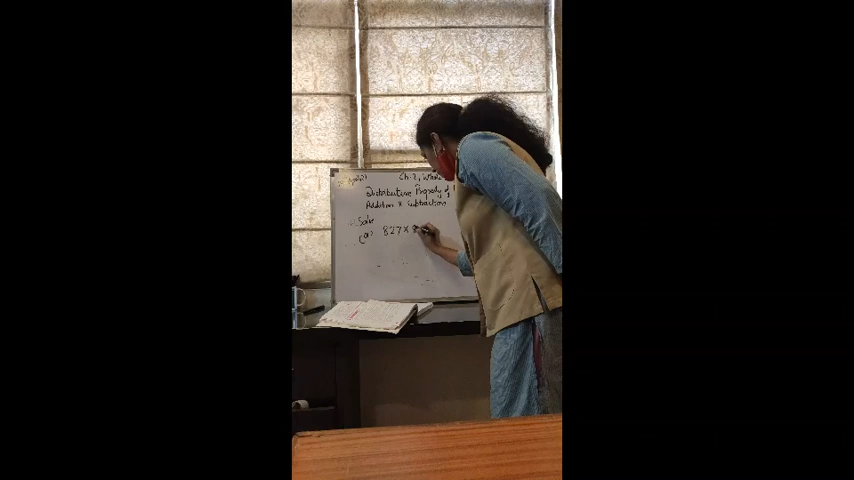 Ch-2, Whole
Distributive Property of
Addition & Subtraction
Solve
(a) 827×